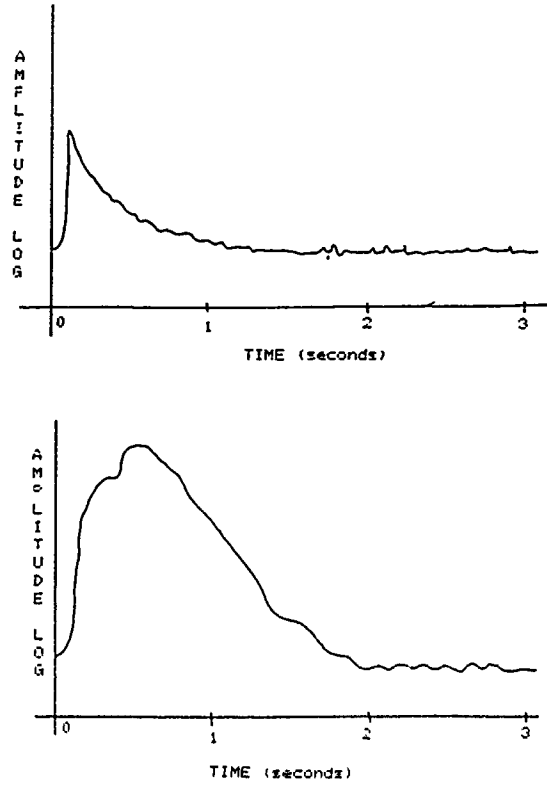 AMFLITUDE LOG
0 1 2 3
TIME (seconds)
AMPLITUDE LOG
0 1 2 3
TIME (seconds)